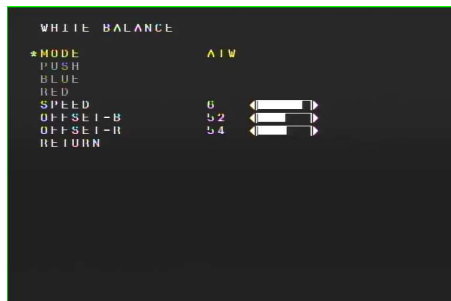 WHITE BALANCE
*MODE ATW
PUSH
BLUE
RED
SPEED 6
OFFSET-B 52
OFFSET-R 54
RETURN